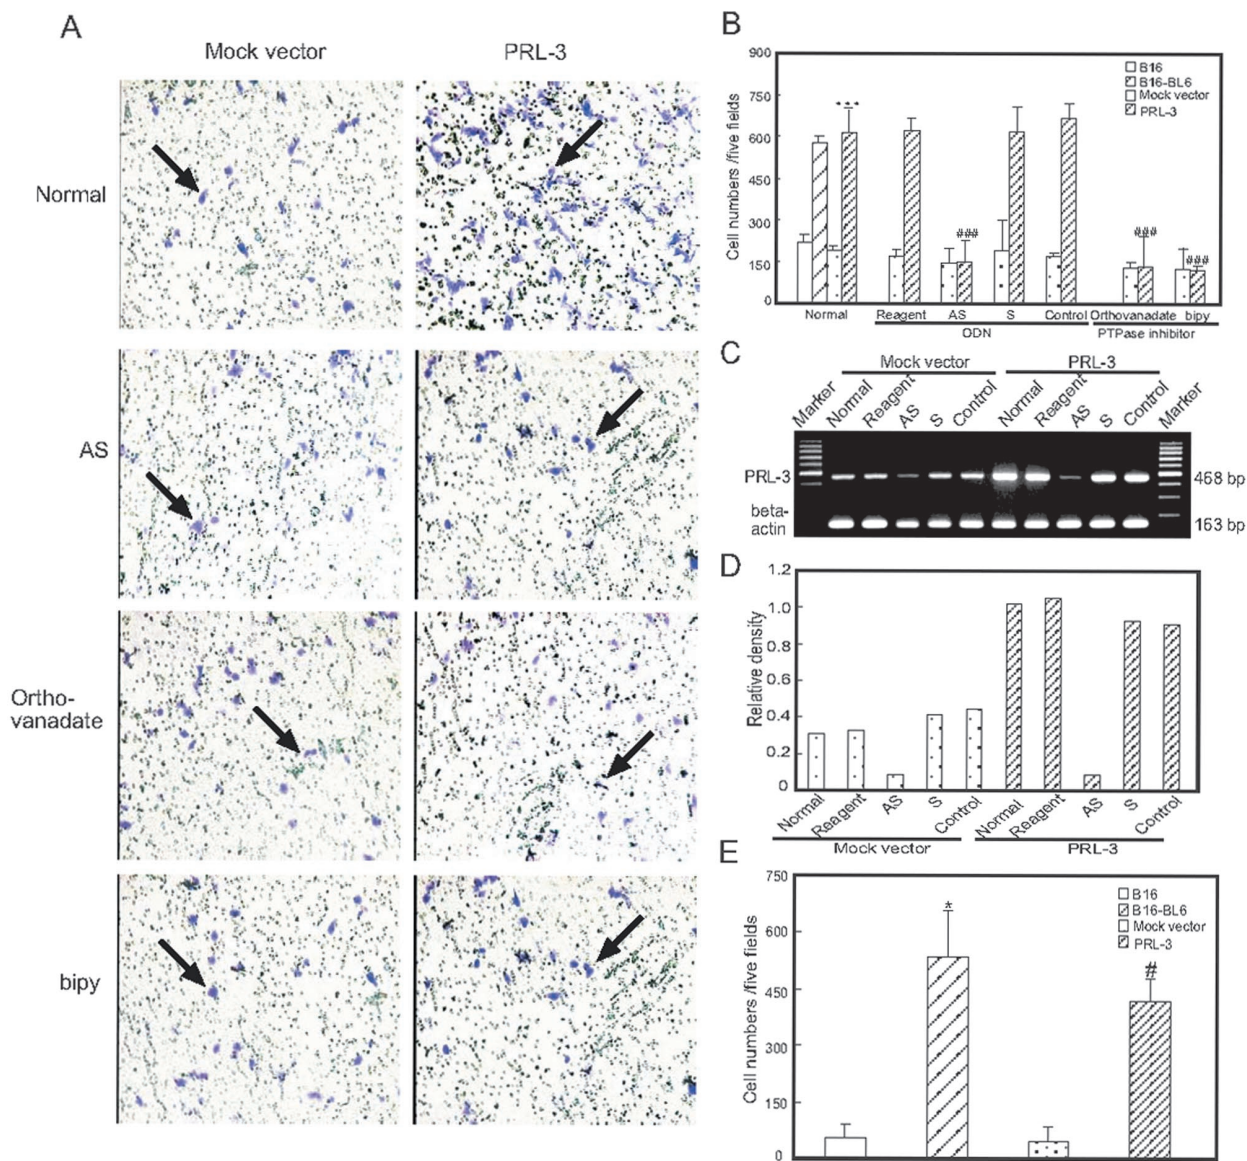 A
Mock vector
PRL-3
Normal
AS
Ortho-
vanadate
bipy
B
Cell numbers /five fields
900
750
600
450
300
150
0
***
###
###
###
B16
B16-BL6
Mock vector
PRL-3
Normal
Reagent
AS
S
Control
Orthovanadate
bipy
ODN
PTPase inhibitor
C
Mock vector
PRL-3
Marker
Normal
Reagent
AS
S
Control
Normal
Reagent
AS
S
Control
Marker
PRL-3
468 bp
beta-
actin
163 bp
D
Relative density
1.2
1.0
0.8
0.6
0.4
0.2
0
Normal
Reagent
AS
S
Control
Normal
Reagent
AS
S
Control
Mock vector
PRL-3
E
Cell numbers /five fields
750
600
450
300
150
0
*
#
B16
B16-BL6
Mock vector
PRL-3